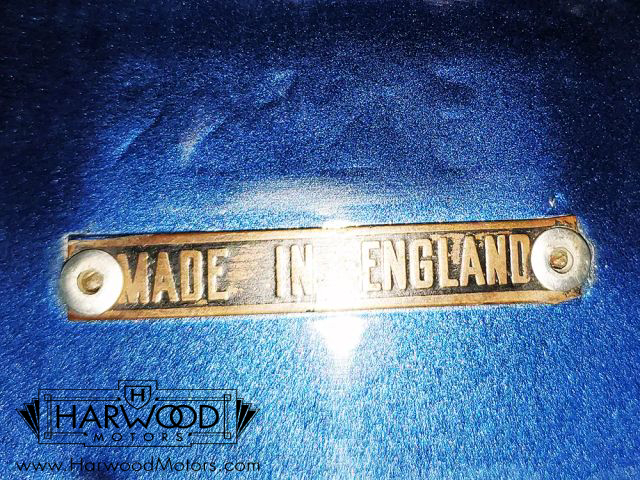 MADE IN ENGLAND
H
HARWOOD
MOTORS
www.HarwoodMotors.com